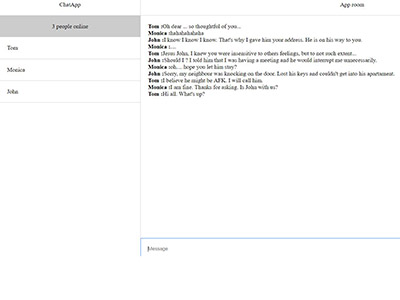 ChatApp
App room
3 people online
Tom
Monica
John
Tom :Oh dear ... so thoughtful of you...
Monica :hahahahahaha
John :I know I know I know. That's why I gave him your address. He is on his way to you
Monica :....
Tom :Jesus John, I knew you were insensitive to others feelings, but to not such extent...
John :Should I ? I told him that I was having a meeting and he would interrupt me unnecessarily.
Monica :oh.... hope you let him stay?
John :Sorry, my neighbour was knocking on the door. Lost his keys and couldn't get into his apartament.
Tom :I believe he might be AFK. I will call him.
Monica :I am fine. Thanks for asking. Is John with us?
Tom :Hi all. What's up?
Message